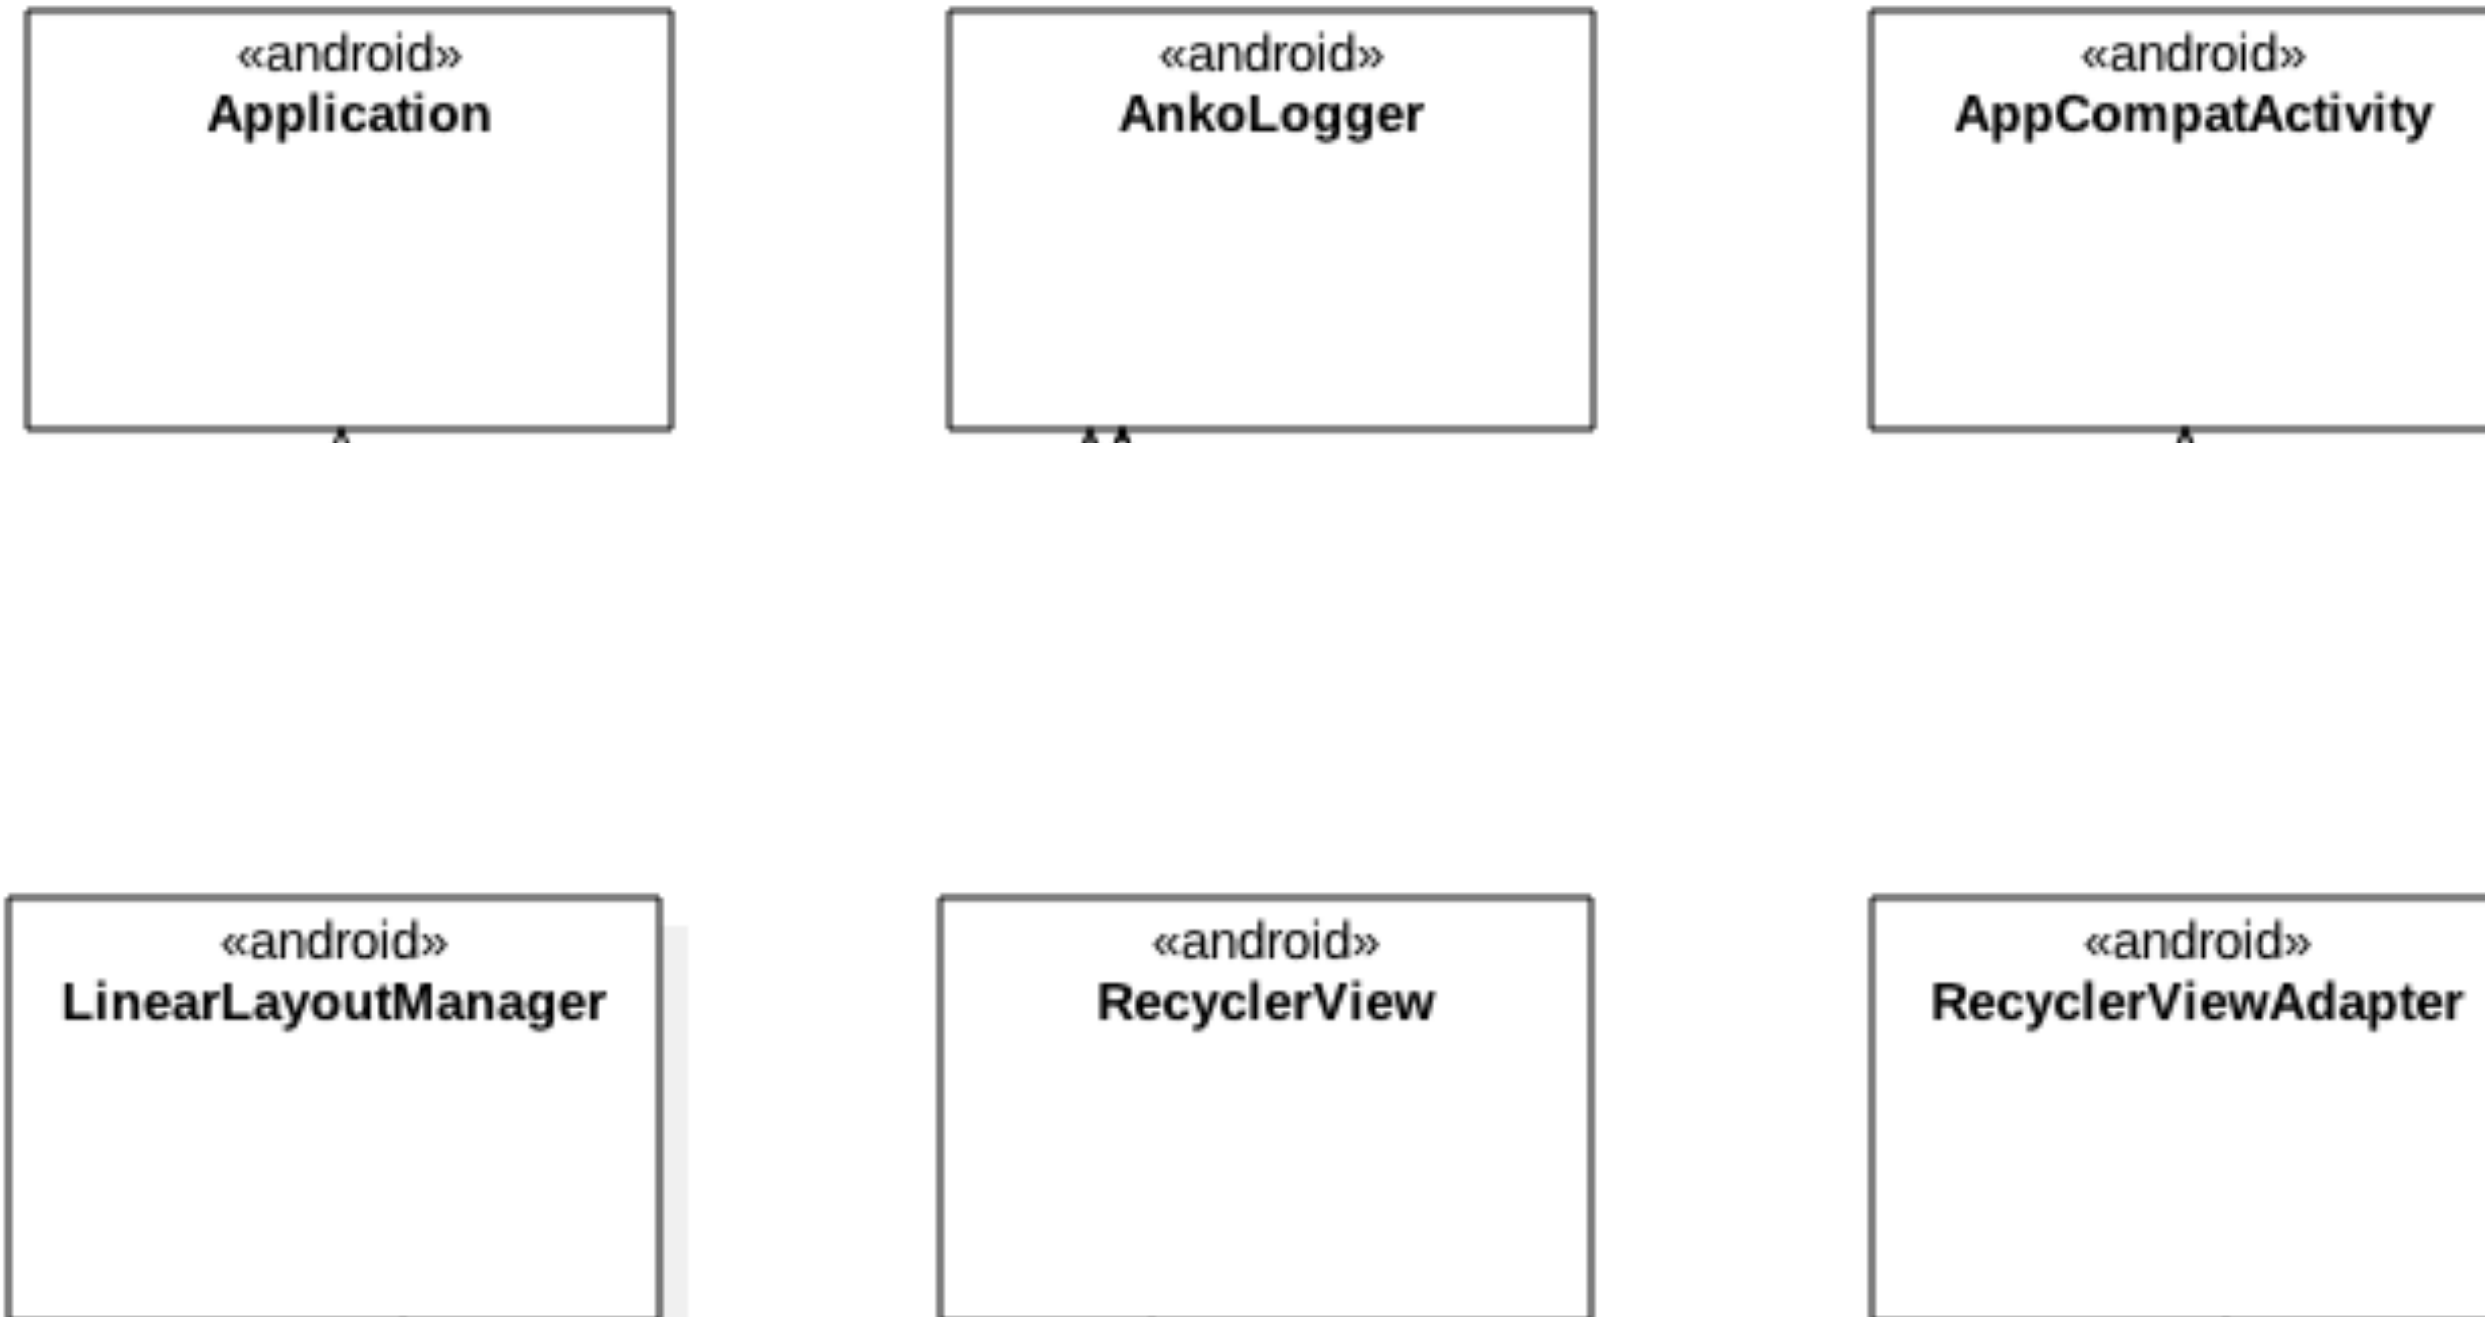 «android»
Application
«android»
AnkoLogger
«android»
AppCompatActivity
«android»
LinearLayoutManager
«android»
RecyclerView
«android»
RecyclerViewAdapter